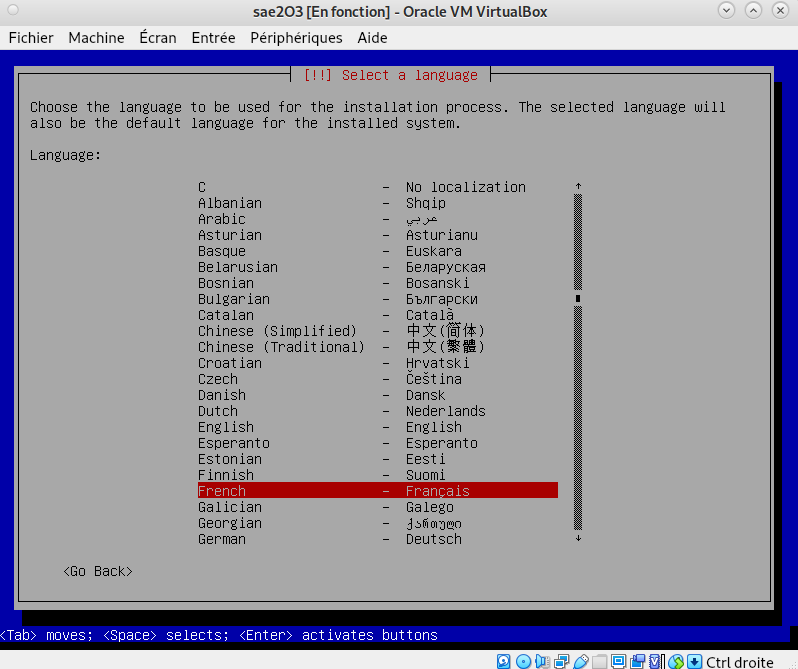 sae203 [En fonction] - Oracle VM VirtualBox
Fichier Machine Écran Entrée Périphériques Aide
[!!] Select a language
Choose the language to be used for the installation process. The selected language will
also be the default language for the installed system.
Language:
C - No localization
Albanian - Shqip
Arabic - عربي
Asturian - Asturianu
Basque - Euskara
Belarusian - Беларуская
Bosnian - Bosanski
Bulgarian - Български
Catalan - Català
Chinese (Simplified) - 中文(简体)
Chinese (Traditional) - 中文(繁體)
Croatian - Hrvatski
Czech - Čeština
Danish - Dansk
Dutch - Nederlands
English - English
Esperanto - Esperanto
Estonian - Eesti
Finnish - Suomi
French - Français
Galician - Galego
Georgian - ქართული
German - Deutsch
<Go Back>
<Tab> moves; <Space> selects; <Enter> activates buttons
Ctrl droite